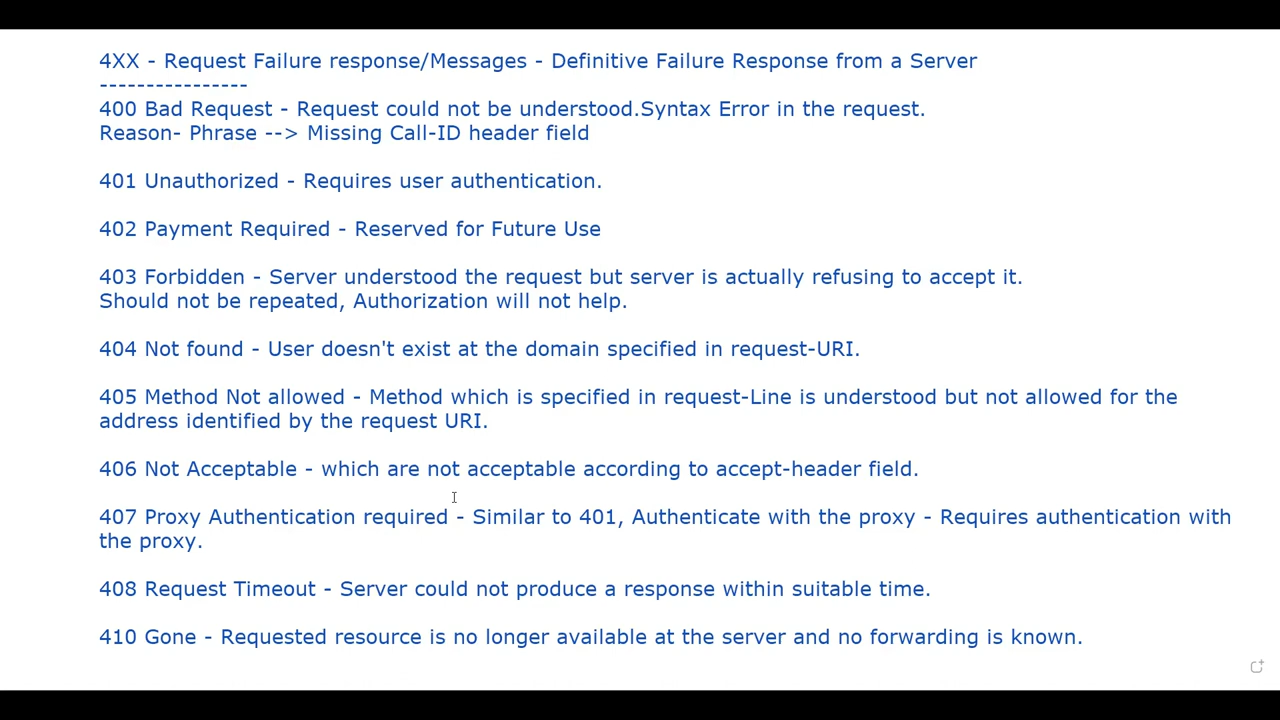 4XX - Request Failure response/Messages - Definitive Failure Response from a Server
----------------
400 Bad Request - Request could not be understood.Syntax Error in the request.
Reason- Phrase --> Missing Call-ID header field
401 Unauthorized - Requires user authentication.
402 Payment Required - Reserved for Future Use
403 Forbidden - Server understood the request but server is actually refusing to accept it.
Should not be repeated, Authorization will not help.
404 Not found - User doesn't exist at the domain specified in request-URI.
405 Method Not allowed - Method which is specified in request-Line is understood but not allowed for the
address identified by the request URI.
406 Not Acceptable - which are not acceptable according to accept-header field.
407 Proxy Authentication required - Similar to 401, Authenticate with the proxy - Requires authentication with
the proxy.
408 Request Timeout - Server could not produce a response within suitable time.
410 Gone - Requested resource is no longer available at the server and no forwarding is known.